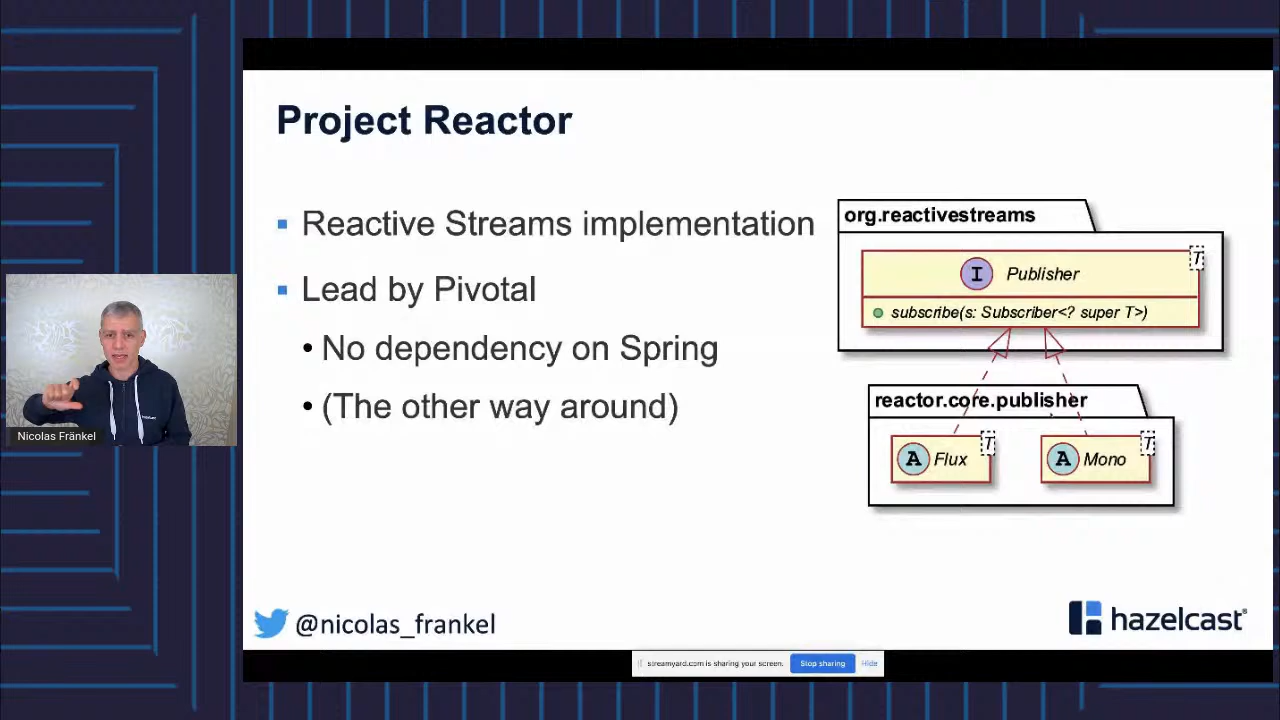 Project Reactor
Reactive Streams implementation
Lead by Pivotal
No dependency on Spring
(The other way around)
org.reactivestreams
T
I Publisher
subscribe(s: Subscriber<? super T>)
reactor.core.publisher
T
T
A Flux
A Mono
Nicolas Fränkel
@nicolas_frankel
hazelcast
streamyard.com is sharing your screen. Stop sharing Hide